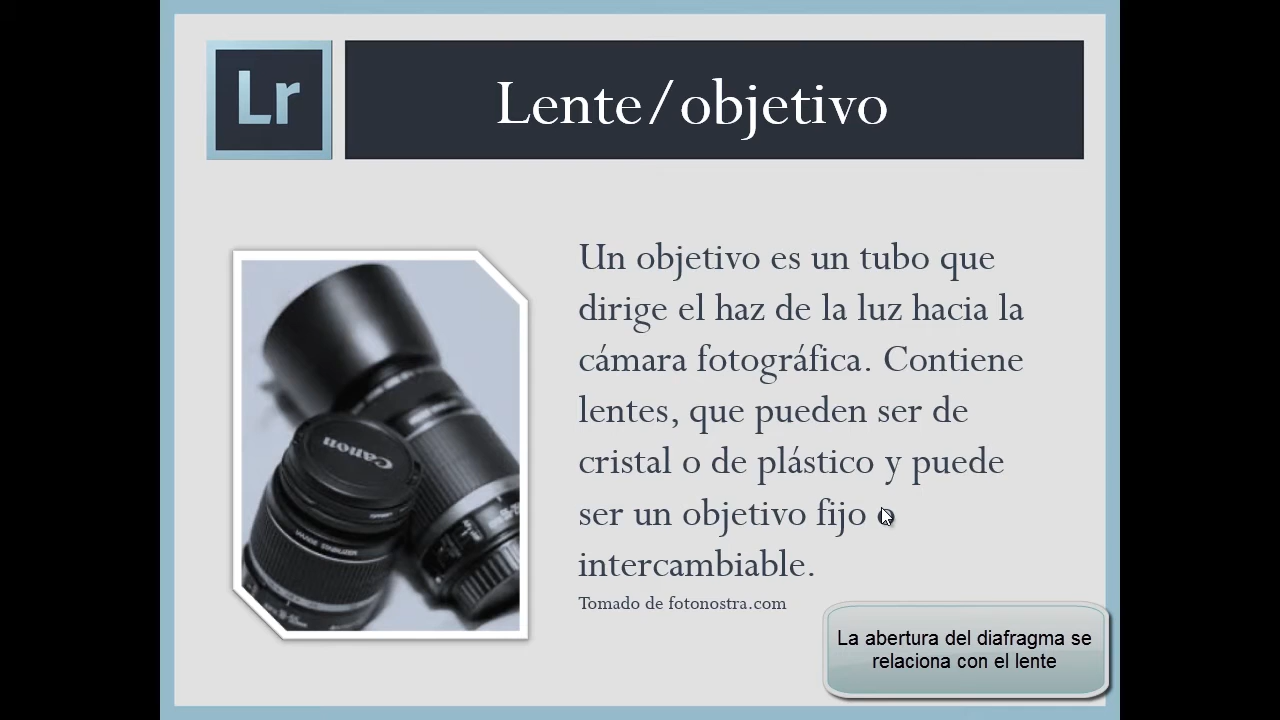 Lr
Lente/objetivo
Un objetivo es un tubo que
dirige el haz de la luz hacia la
cámara fotográfica. Contiene
lentes, que pueden ser de
cristal o de plástico y puede
ser un objetivo fijo o
intercambiable.
Tomado de fotonostra.com
La abertura del diafragma se
relaciona con el lente
Canon
IMAGE STABILIZER